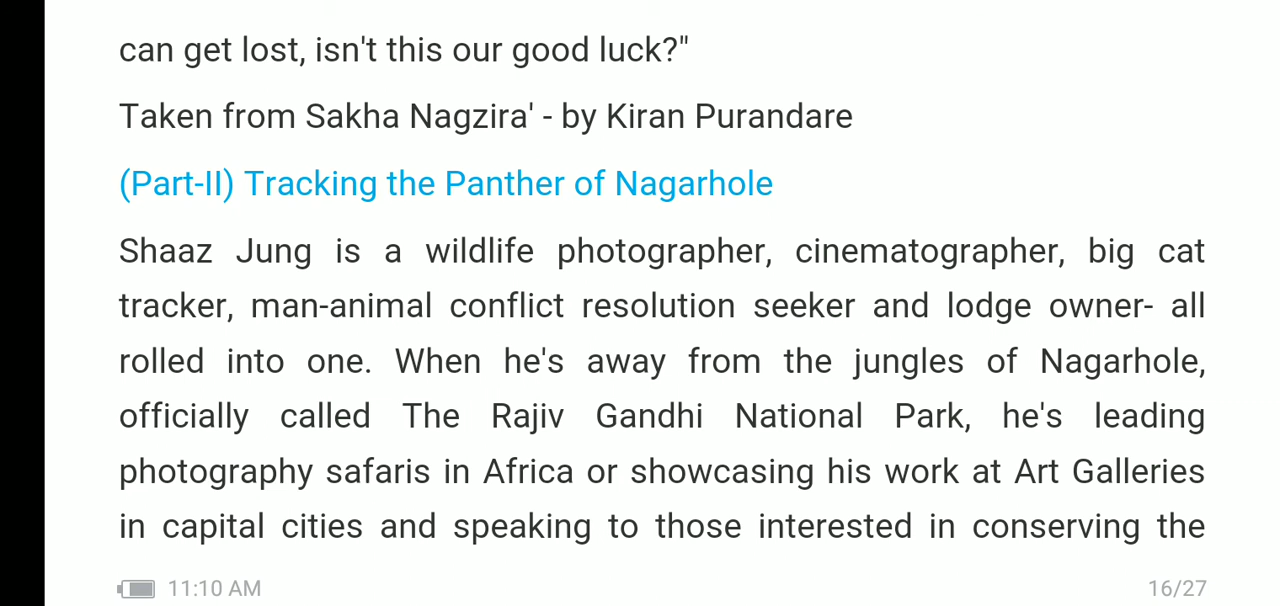 can get lost, isn't this our good luck?"
Taken from Sakha Nagzira' - by Kiran Purandare
(Part-II) Tracking the Panther of Nagarhole
Shaaz Jung is a wildlife photographer, cinematographer, big cat
tracker, man-animal conflict resolution seeker and lodge owner- all
rolled into one. When he's away from the jungles of Nagarhole,
officially called The Rajiv Gandhi National Park, he's leading
photography safaris in Africa or showcasing his work at Art Galleries
in capital cities and speaking to those interested in conserving the
11:10 AM 16/27